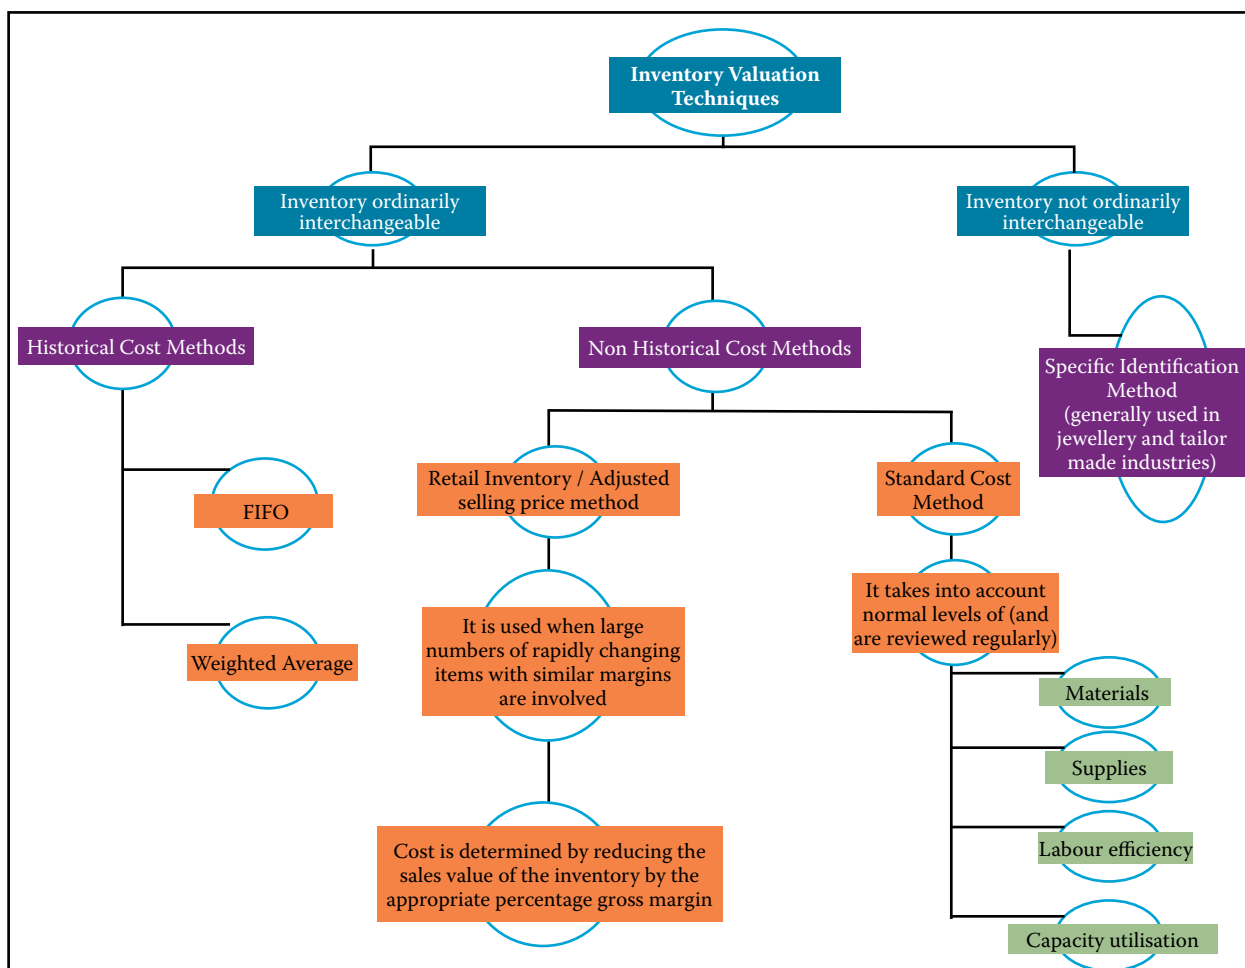 Inventory Valuation
Techniques
Inventory ordinarily
interchangeable
Inventory not ordinarily
interchangeable
Historical Cost Methods
Non Historical Cost Methods
Specific Identification
Method
(generally used in
jewellery and tailor
made industries)
FIFO
Weighted Average
Retail Inventory / Adjusted
selling price method
It is used when large
numbers of rapidly changing
items with similar margins
are involved
Cost is determined by reducing the
sales value of the inventory by the
appropriate percentage gross margin
Standard Cost
Method
It takes into account
normal levels of (and
are reviewed regularly)
Materials
Supplies
Labour efficiency
Capacity utilisation